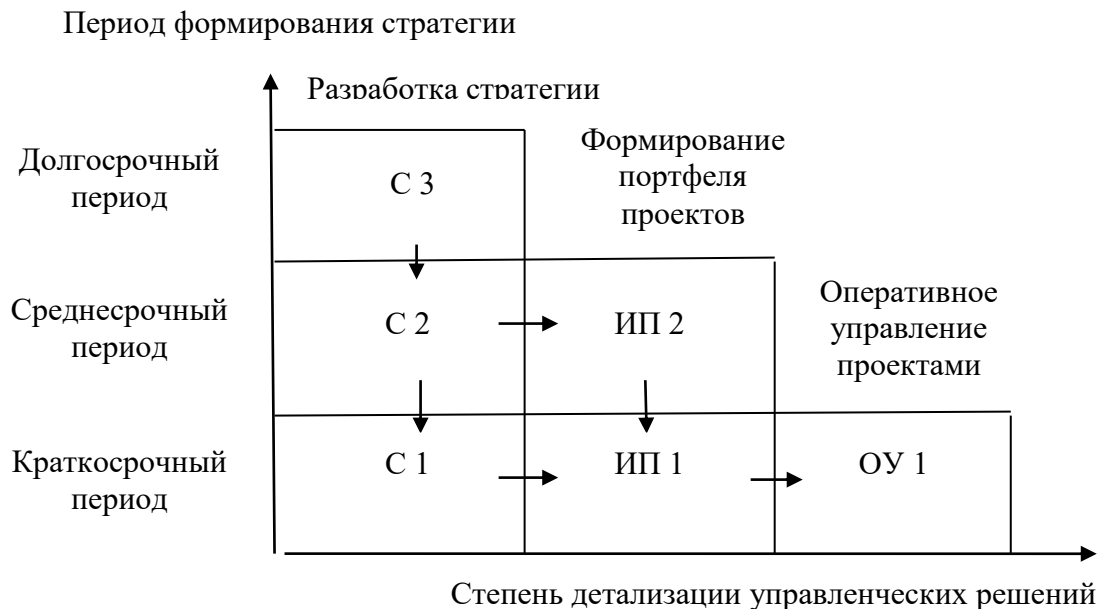 Период формирования стратегии
Разработка стратегии
Долгосрочный
период
С 3
Формирование
портфеля
проектов
Среднесрочный
период
С 2
ИП 2
Оперативное
управление
проектами
Краткосрочный
период
С 1
ИП 1
ОУ 1
Степень детализации управленческих решений